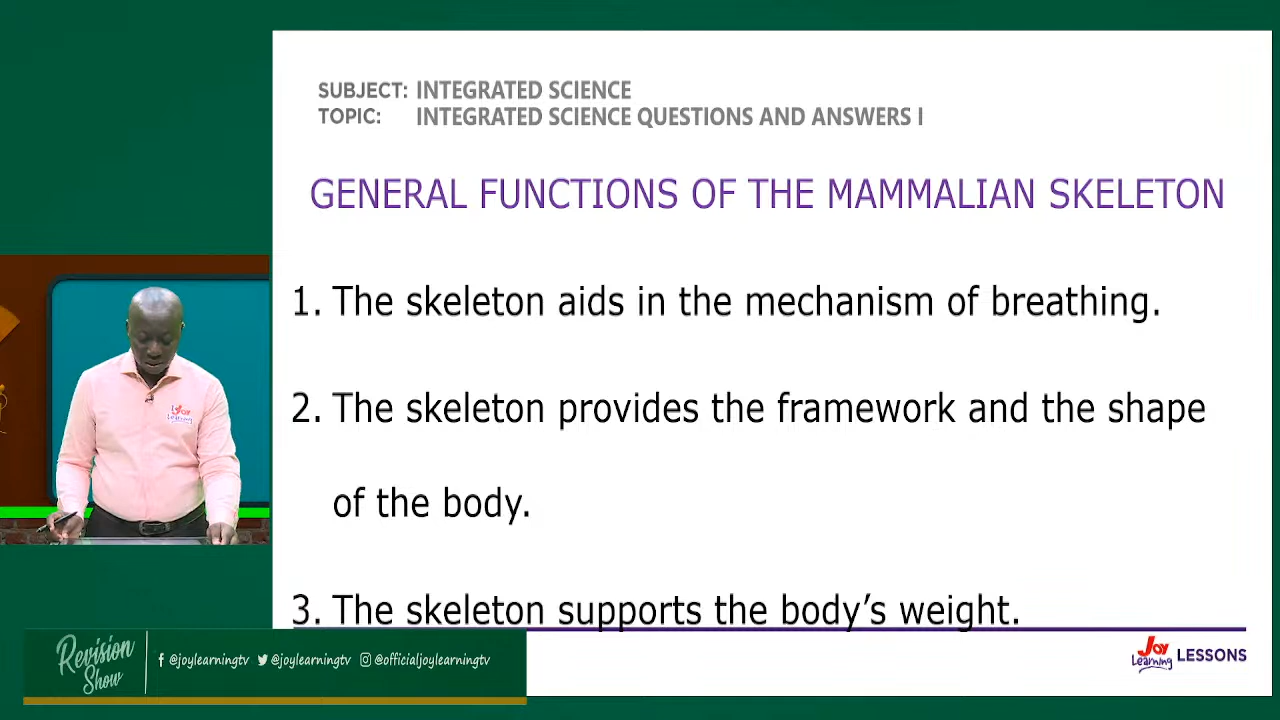 SUBJECT: INTEGRATED SCIENCE
TOPIC: INTEGRATED SCIENCE QUESTIONS AND ANSWERS I
GENERAL FUNCTIONS OF THE MAMMALIAN SKELETON
1. The skeleton aids in the mechanism of breathing.
2. The skeleton provides the framework and the shape
of the body.
3. The skeleton supports the body’s weight.
Joy Learning
Revision Show
@joylearningtv @joylearningtv @officialjoylearningtv
Joy Learning LESSONS